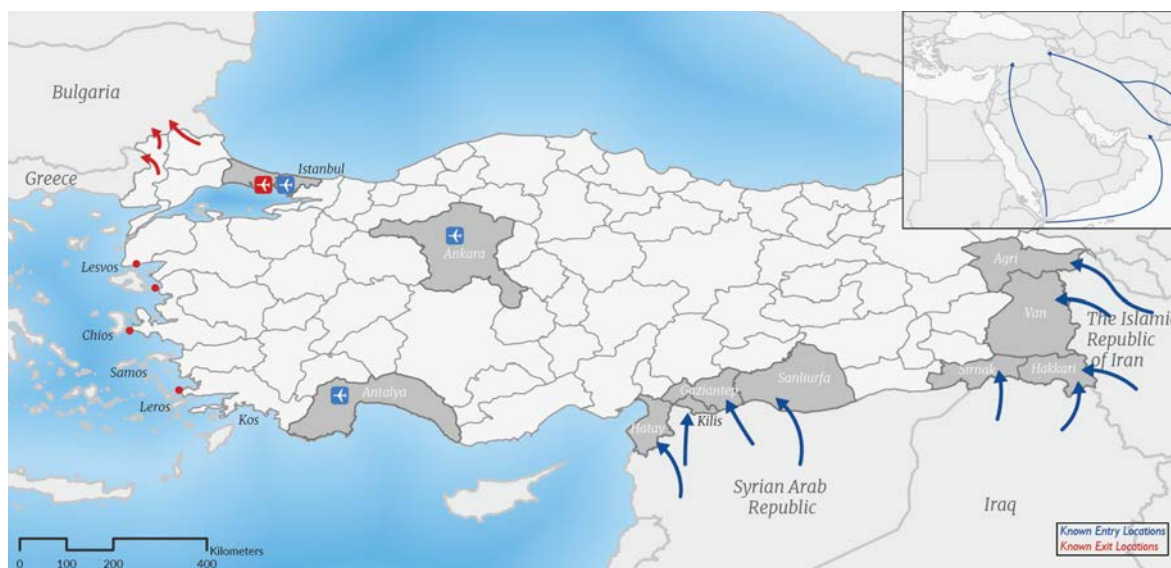 Bulgaria
Istanbul
Greece
Ankara
Agri
Lesvos
Van
The Islamic
Republic
of Iran
Chios
Samos
Sirnak
Hakkari
Sanliurfa
Gaziantep
Antalya
Leros
Kos
Kilis
Hatay
Syrian Arab
Republic
Iraq
Known Entry Locations
Known Exit Locations
Kilometers
0 100 200 400